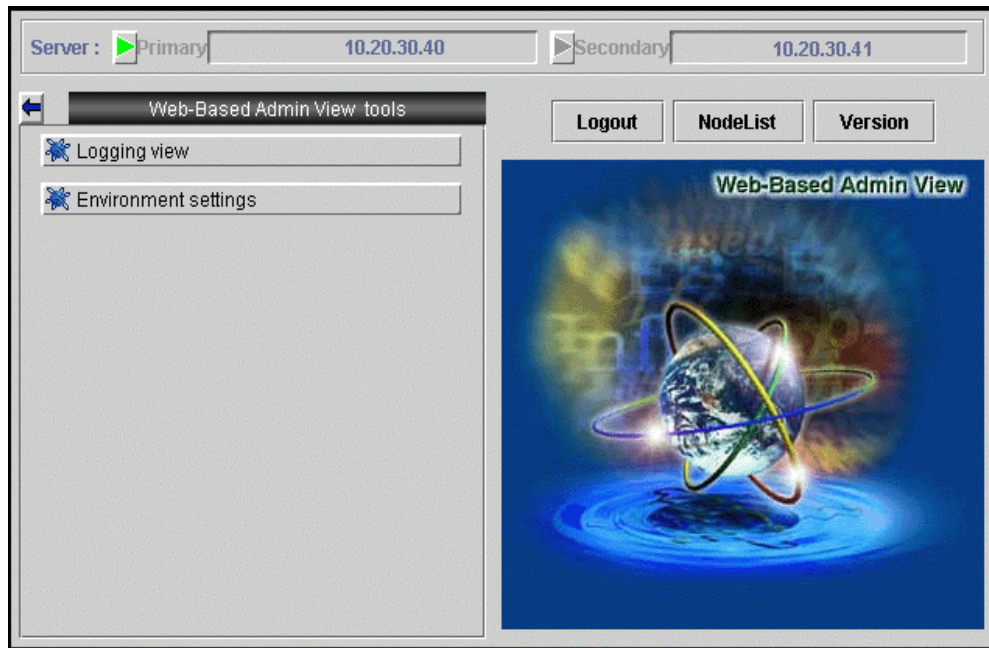 Server : Primary 10.20.30.40 Secondary 10.20.30.41
Web-Based Admin View tools
Logout NodeList Version
Logging view
Environment settings
Web-Based Admin View